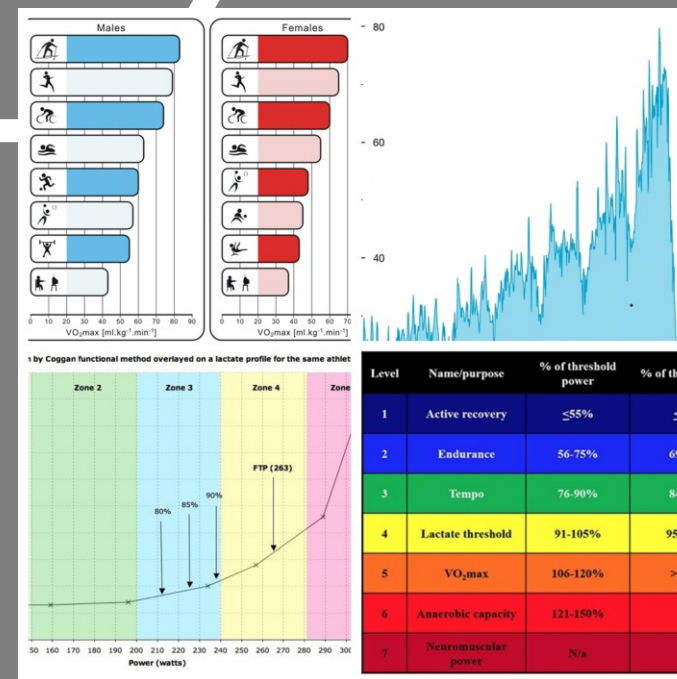 Males
0 10 20 30 40 50 60 70 80 90
VO₂max [ml.kg⁻¹.min⁻¹]
Females
0 10 20 30 40 50 60 70
VO₂max [ml.kg⁻¹.min⁻¹]
80
60
40
by Coggan functional method overlayed on a lactate profile for the same athlet
Zone 2 Zone 3 Zone 4 Zone
FTP (263)
90%
85%
80%
50 160 170 180 190 200 210 220 230 240 250 260 270 280 290 300
Power (watts)
Level Name/purpose % of threshold power % of th
1 Active recovery ≤55% ≤
2 Endurance 56-75% 69
3 Tempo 76-90% 84
4 Lactate threshold 91-105% 95
5 VO₂max 106-120% >
6 Anaerobic capacity 121-150%
7 Neuromuscular power N/a